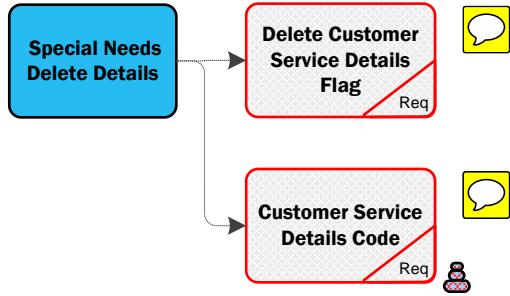 Special Needs
Delete Details
Delete Customer
Service Details
Flag
Req
Customer Service
Details Code
Req